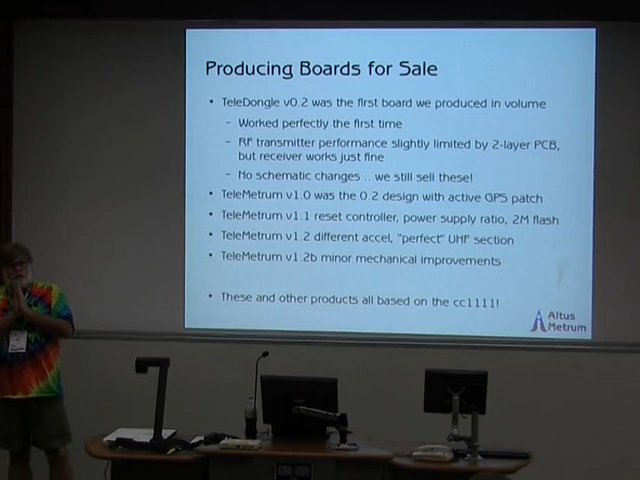 Producing Boards for Sale
• TeleDongle v0.2 was the first board we produced in volume
– Worked perfectly the first time
– RF transmitter performance slightly limited by 2-layer PCB,
but receiver works just fine
– No schematic changes .. we still sell these!
• TeleMetrum v1.0 was the 0.2 design with active GPS patch
• TeleMetrum v1.1 reset controller, power supply ratio, 2M flash
• TeleMetrum v1.2 different accel, "perfect" UHF section
• TeleMetrum v1.2b minor mechanical improvements
• These and other products all based on the cc1111!
Altus
Metrum